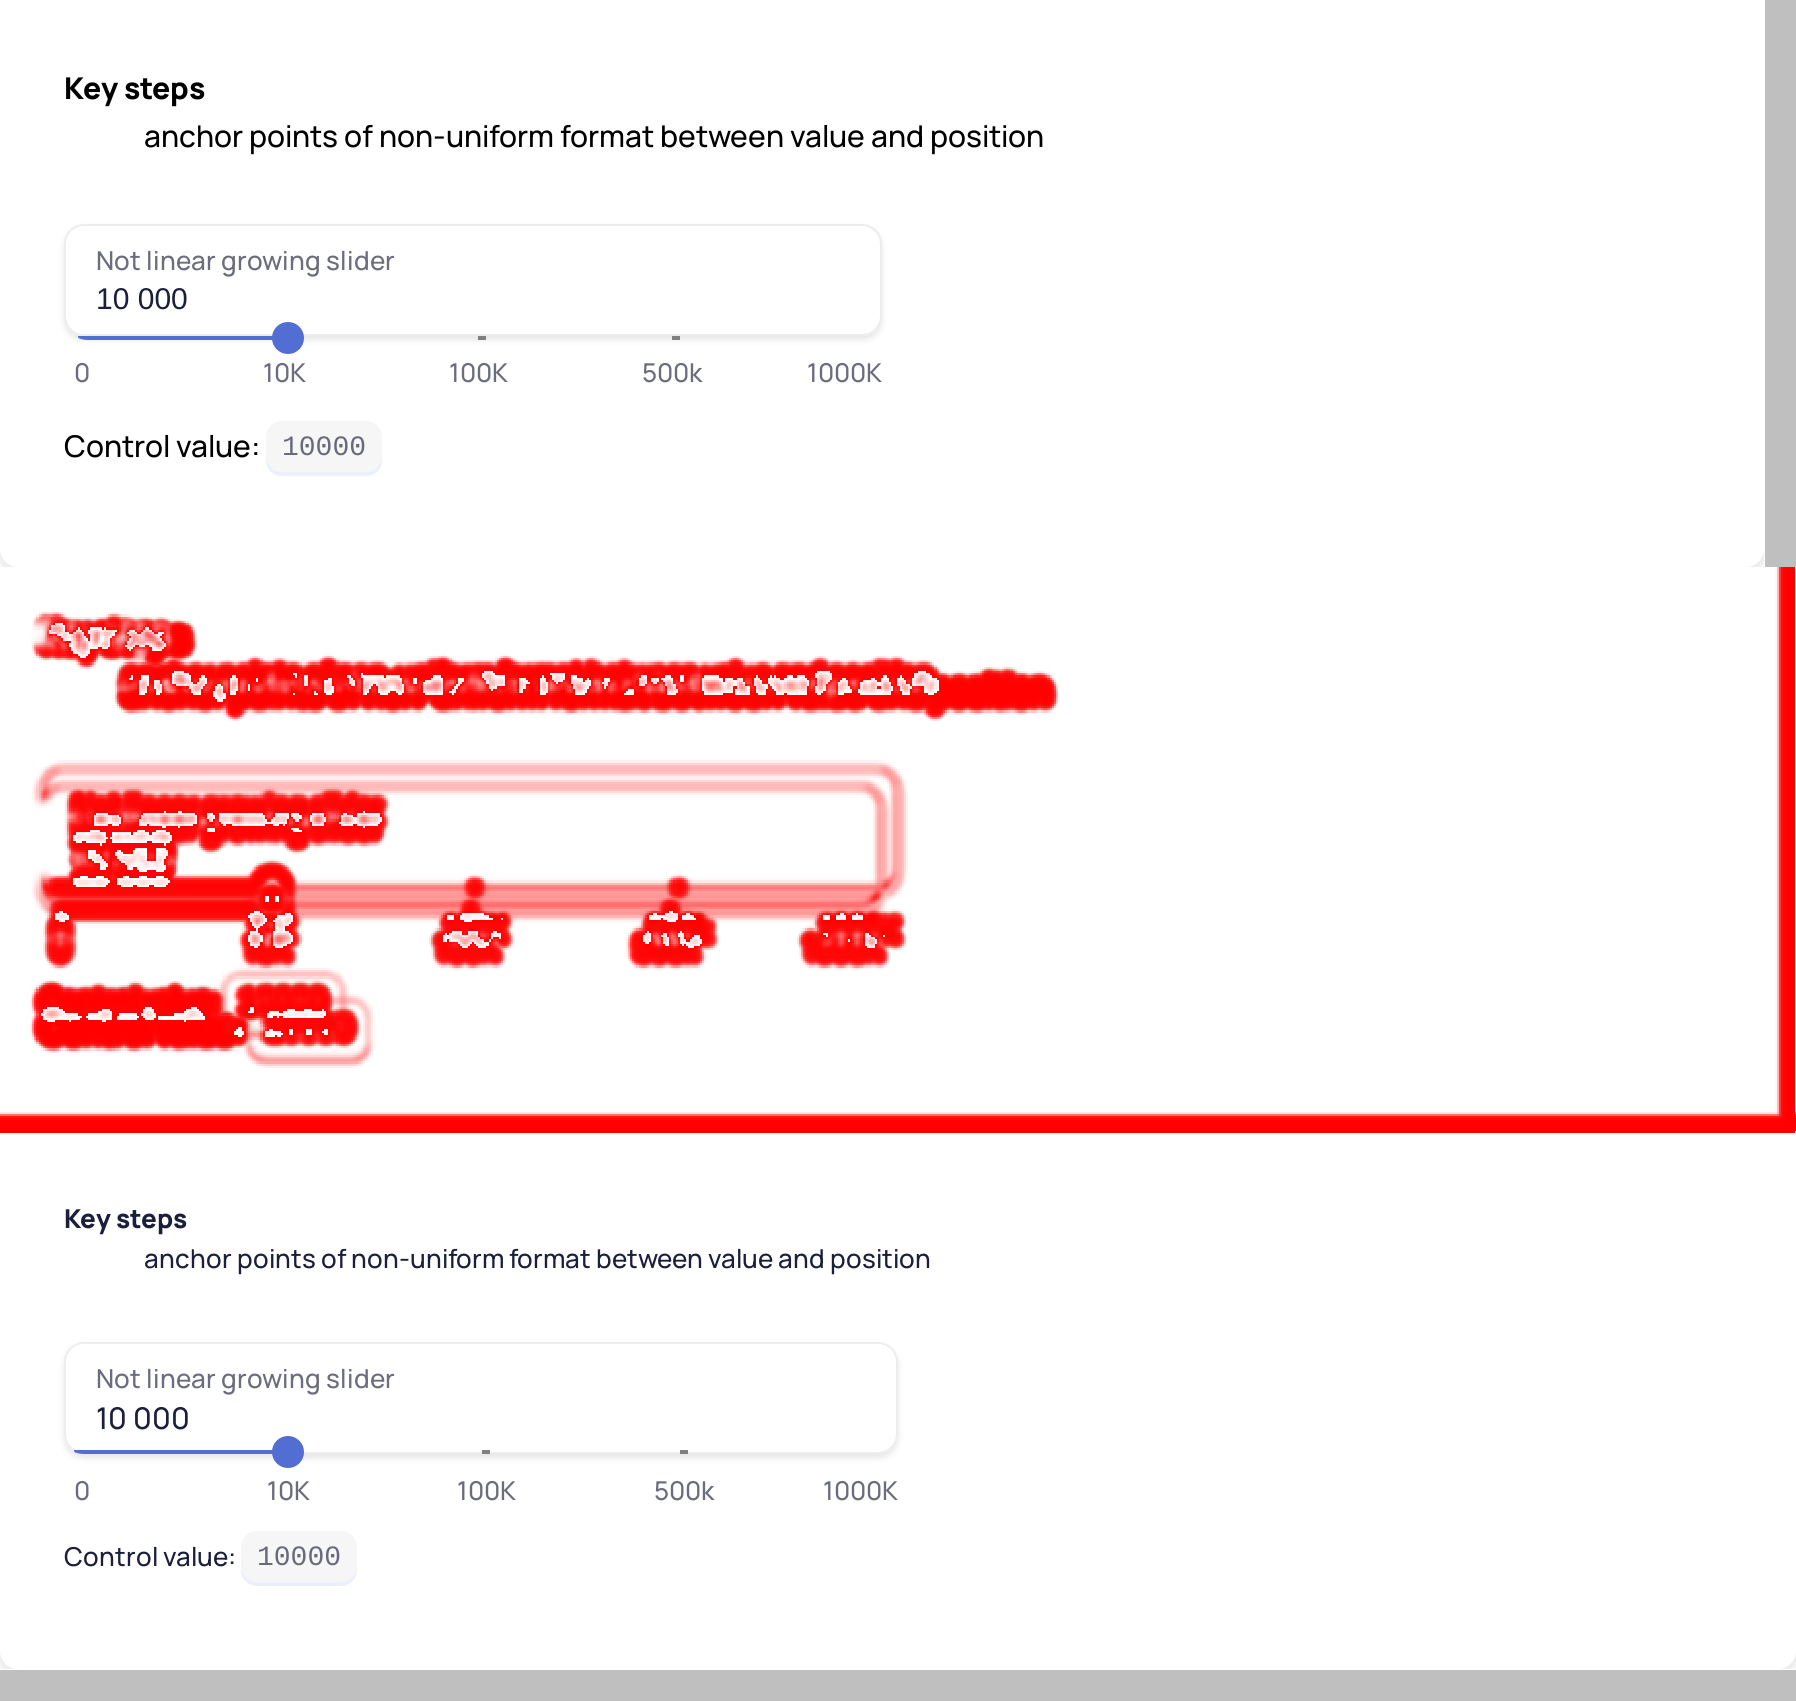 Key steps
anchor points of non-uniform format between value and position
Not linear growing slider
10 000
0 10K 100K 500k 1000K
Control value: 10000
Key steps
anchor points of non-uniform format between value and position
Not linear growing slider
10 000
0 10K 100K 500k 1000K
Control value: 10000